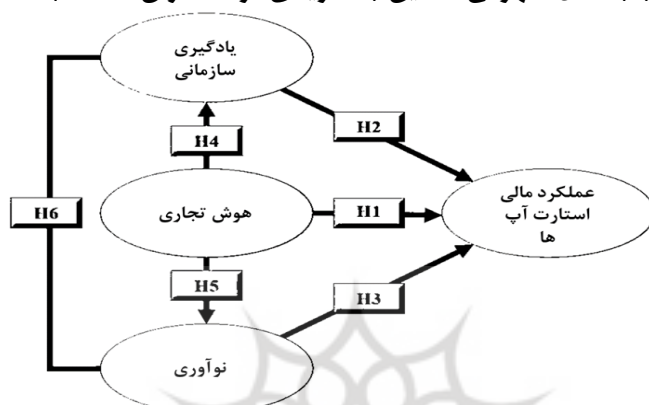 یادگیری
سازمانی
H4
H2
H6
هوش تجاری
H1
عملکرد مالی
استارت آپ
ها
H5
H3
نوآوری